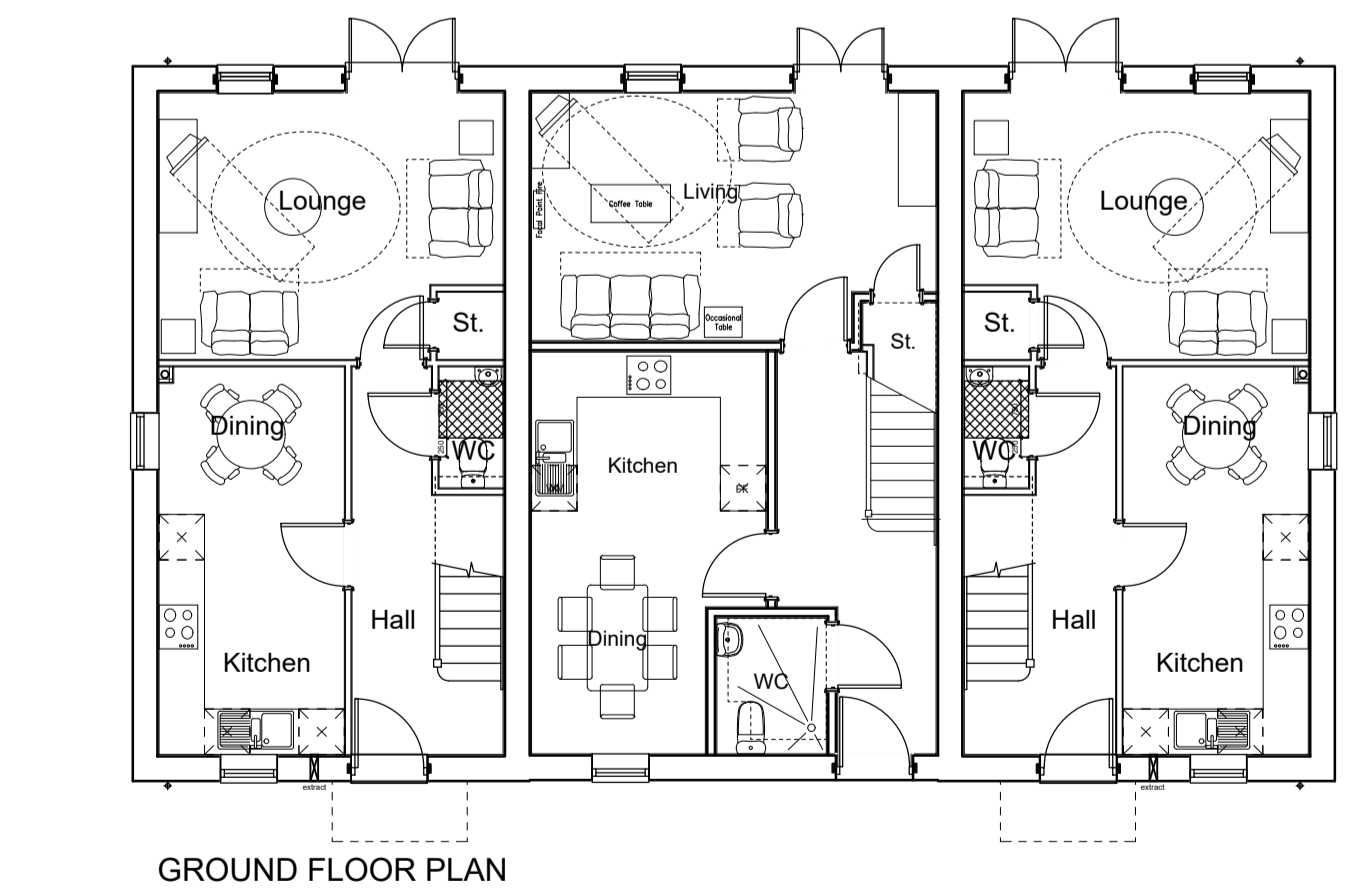 Lounge
Living
Lounge
Focal Point Fire
Coffee Table
Occasional
Table
St.
St.
St.
Dining
WC
250
Kitchen
WC
250
Dining
Hall
Kitchen
Dining
WC
Hall
Kitchen
extract
extract
GROUND FLOOR PLAN